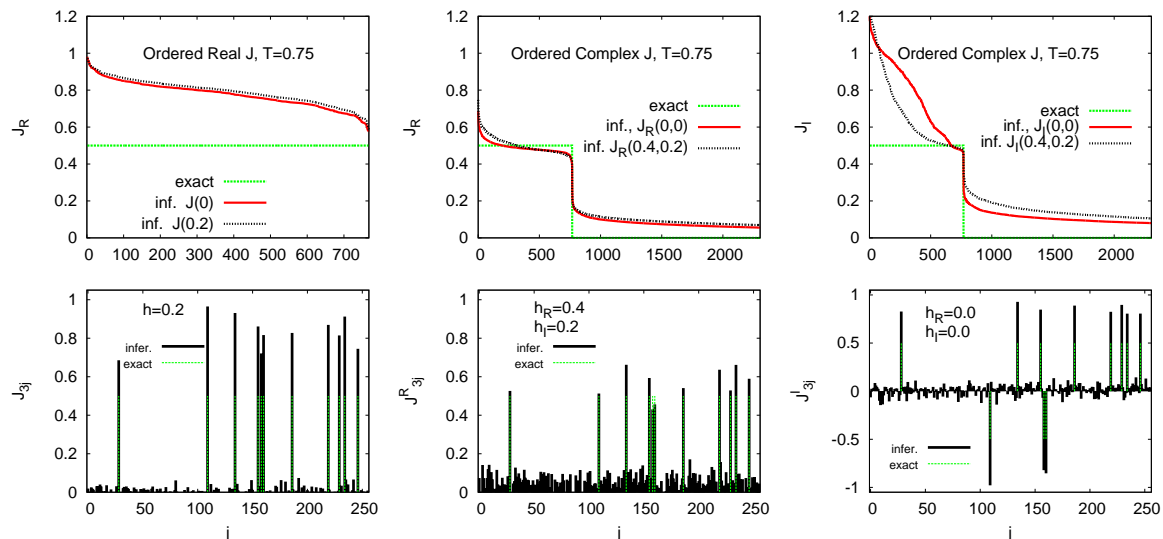 Ordered Real J, T=0.75
J_R
1.2
1
0.8
0.6
0.4
0.2
0
exact
inf. J(0)
inf. J(0.2)
0 100 200 300 400 500 600 700
Ordered Complex J, T=0.75
J_R
1.2
1
0.8
0.6
0.4
0.2
0
exact
inf., J_R(0,0)
inf. J_R(0.4,0.2)
0 500 1000 1500 2000
Ordered Complex J, T=0.75
J_I
1.2
1
0.8
0.6
0.4
0.2
0
exact
inf., J_I(0,0)
inf. J_I(0.4,0.2)
0 500 1000 1500 2000
h=0.2
J_{3j}
1
0.8
0.6
0.4
0.2
0
infer.
exact
0 50 100 150 200 250
j
h_R=0.4
h_I=0.2
J^R_{3j}
1
0.8
0.6
0.4
0.2
0
infer.
exact
0 50 100 150 200 250
j
h_R=0.0
h_I=0.0
J^I_{3j}
1
0.5
0
-0.5
-1
infer.
exact
0 50 100 150 200 250
j